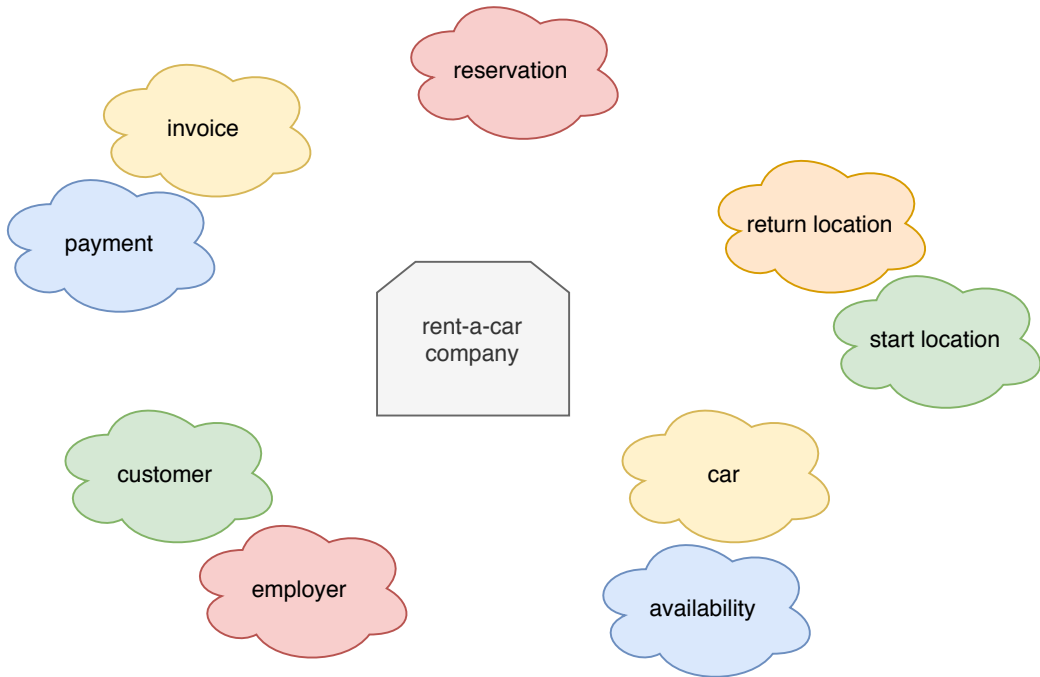 reservation
invoice
return location
payment
rent-a-car
company
start location
customer
car
employer
availability